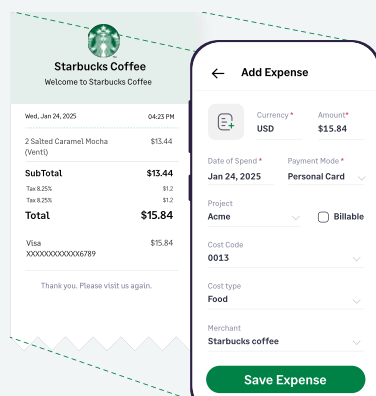 Starbucks Coffee
Welcome to Starbucks Coffee
Wed, Jan 24, 2025 04:23 PM
2 Salted Caramel Mocha $13.44
(Venti)
SubTotal $13.44
Tax 8.25% $1.2
Tax 8.25% $1.2
Total $15.84
Visa $15.84
XXXXXXXXXXXX6789
Thank you. Please visit us again.
Add Expense
Currency * Amount*
USD $15.84
Date of Spend * Payment Mode *
Jan 24, 2025 Personal Card
Project
Acme Billable
Cost Code
0013
Cost type
Food
Merchant
Starbucks coffee
Save Expense